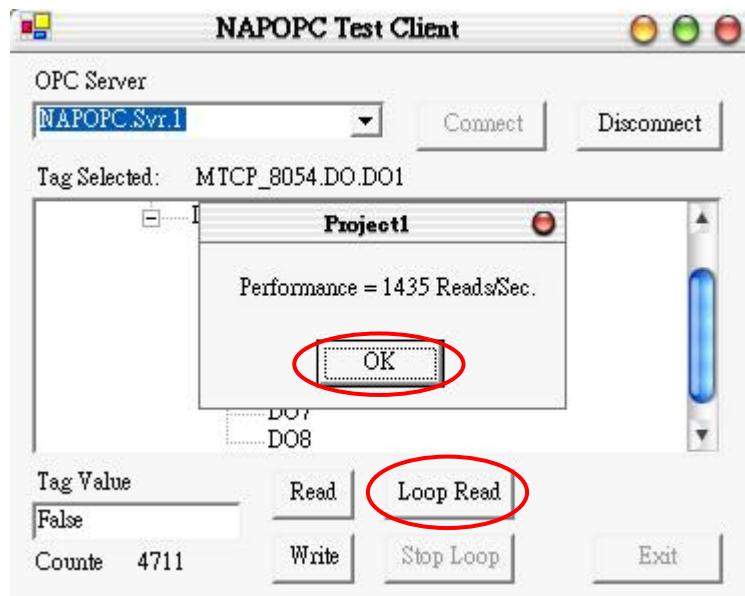 NAPOPC Test Client
OPC Server
NAPOPC.Svr.1
Connect
Disconnect
Tag Selected: MTCP_8054.DO.DO1
Project1
Performance = 1435 Reads/Sec.
OK
DO7
DO8
Tag Value
Read
Loop Read
False
Counte 4711
Write
Stop Loop
Exit